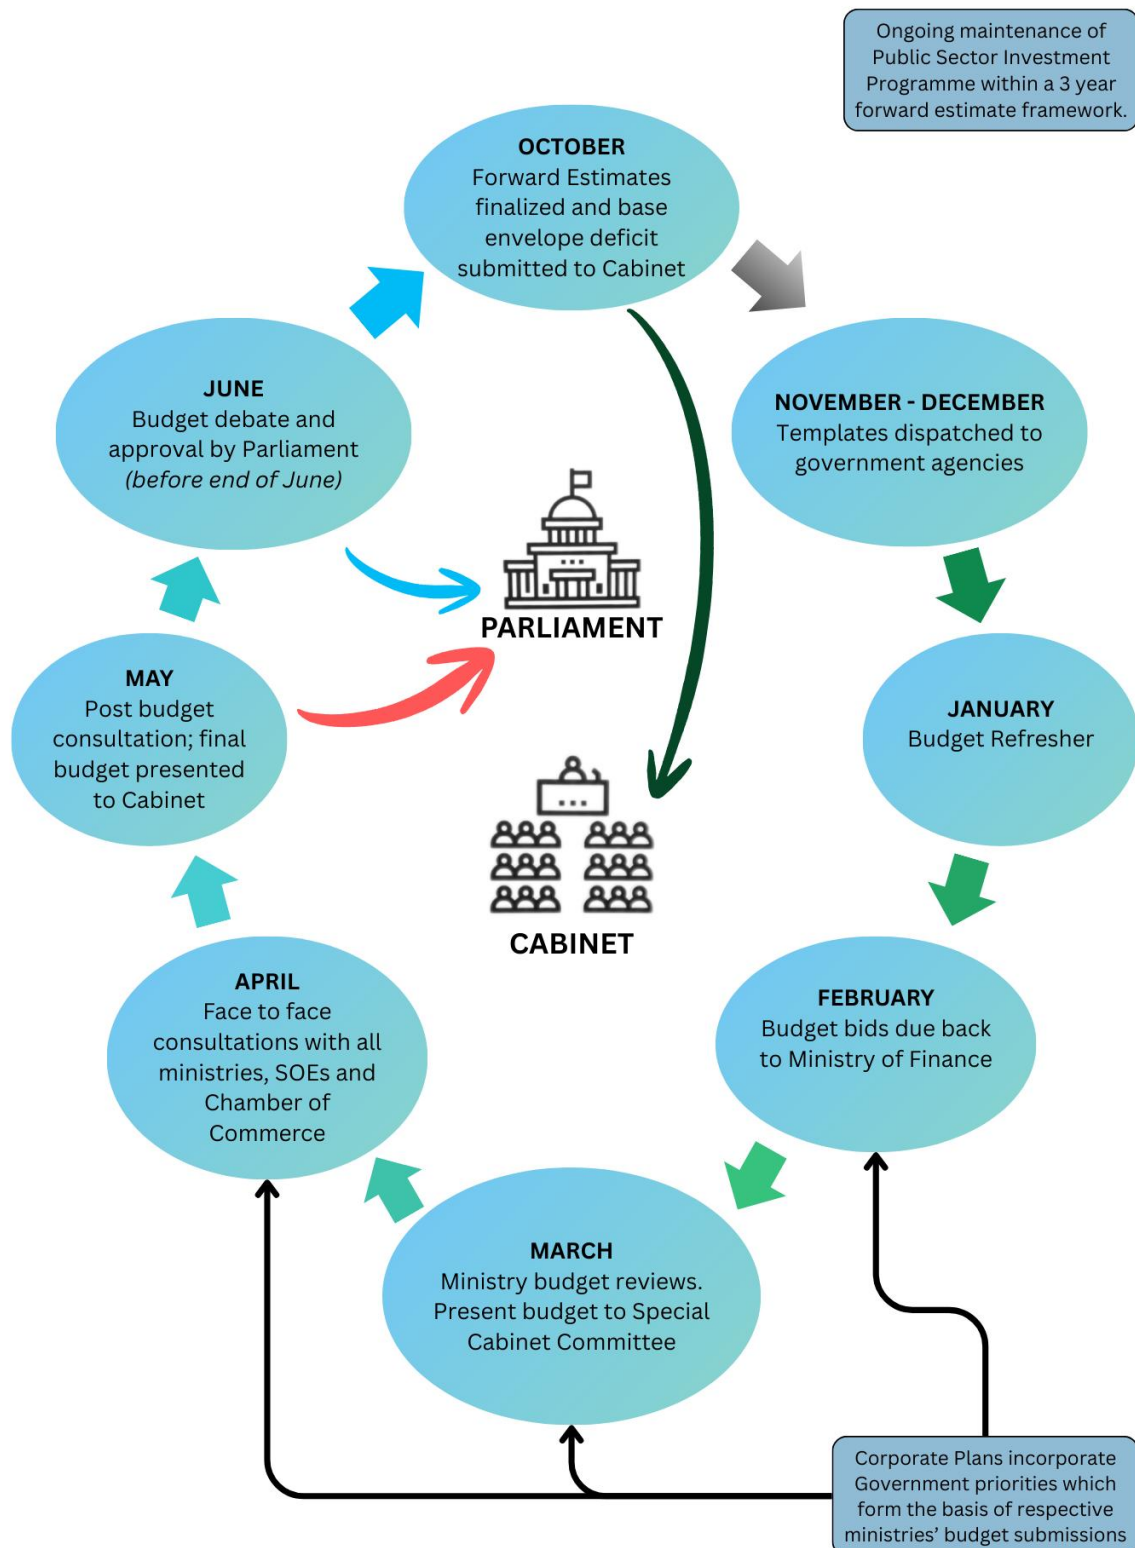 Ongoing maintenance of
Public Sector Investment
Programme within a 3 year
forward estimate framework.
OCTOBER
Forward Estimates
finalized and base
envelope deficit
submitted to Cabinet
NOVEMBER - DECEMBER
Templates dispatched to
government agencies
JANUARY
Budget Refresher
FEBRUARY
Budget bids due back
to Ministry of Finance
MARCH
Ministry budget reviews.
Present budget to Special
Cabinet Committee
APRIL
Face to face
consultations with all
ministries, SOEs and
Chamber of
Commerce
MAY
Post budget
consultation; final
budget presented
to Cabinet
JUNE
Budget debate and
approval by Parliament
(before end of June)
PARLIAMENT
CABINET
Corporate Plans incorporate
Government priorities which
form the basis of respective
ministries’ budget submissions